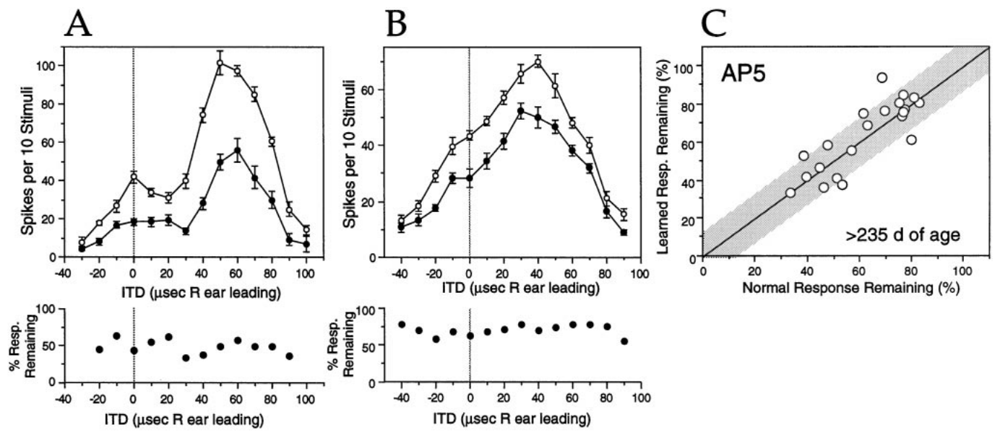 A
Spikes per 10 Stimuli
120
100
80
60
40
20
0
-40 -20 0 20 40 60 80 100
ITD (μsec R ear leading)
% Resp.
Remaining
100
50
0
-40 -20 0 20 40 60 80 100
ITD (μsec R ear leading)
B
Spikes per 10 Stimuli
60
40
20
0
-40 -20 0 20 40 60 80 100
ITD (μsec R ear leading)
% Resp.
Remaining
100
50
0
-40 -20 0 20 40 60 80 100
ITD (μsec R ear leading)
C
Learned Resp. Remaining (%)
100
80
60
40
20
0
AP5
>235 d of age
0 20 40 60 80 100
Normal Response Remaining (%)